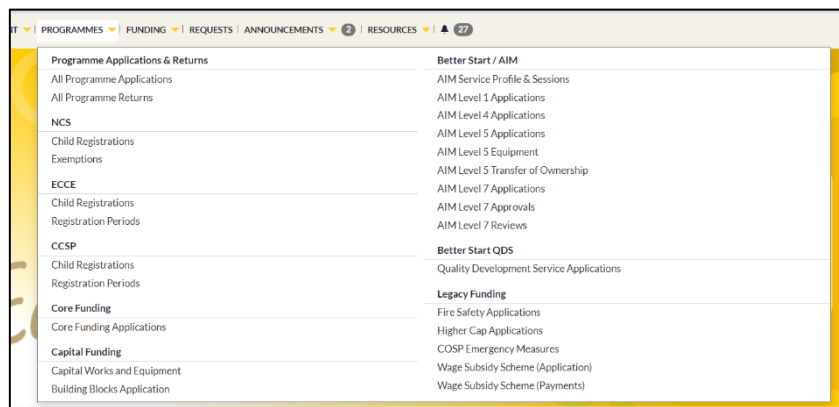 NT | PROGRAMMES | FUNDING | REQUESTS | ANNOUNCEMENTS 2 | RESOURCES | 27
Programme Applications & Returns
All Programme Applications
All Programme Returns
NCS
Child Registrations
Exemptions
ECCE
Child Registrations
Registration Periods
CCSP
Child Registrations
Registration Periods
Core Funding
Core Funding Applications
Capital Funding
Capital Works and Equipment
Building Blocks Application
Better Start / AIM
AIM Service Profile & Sessions
AIM Level 1 Applications
AIM Level 4 Applications
AIM Level 5 Applications
AIM Level 5 Equipment
AIM Level 5 Transfer of Ownership
AIM Level 7 Applications
AIM Level 7 Approvals
AIM Level 7 Reviews
Better Start QDS
Quality Development Service Applications
Legacy Funding
Fire Safety Applications
Higher Cap Applications
COSP Emergency Measures
Wage Subsidy Scheme (Application)
Wage Subsidy Scheme (Payments)